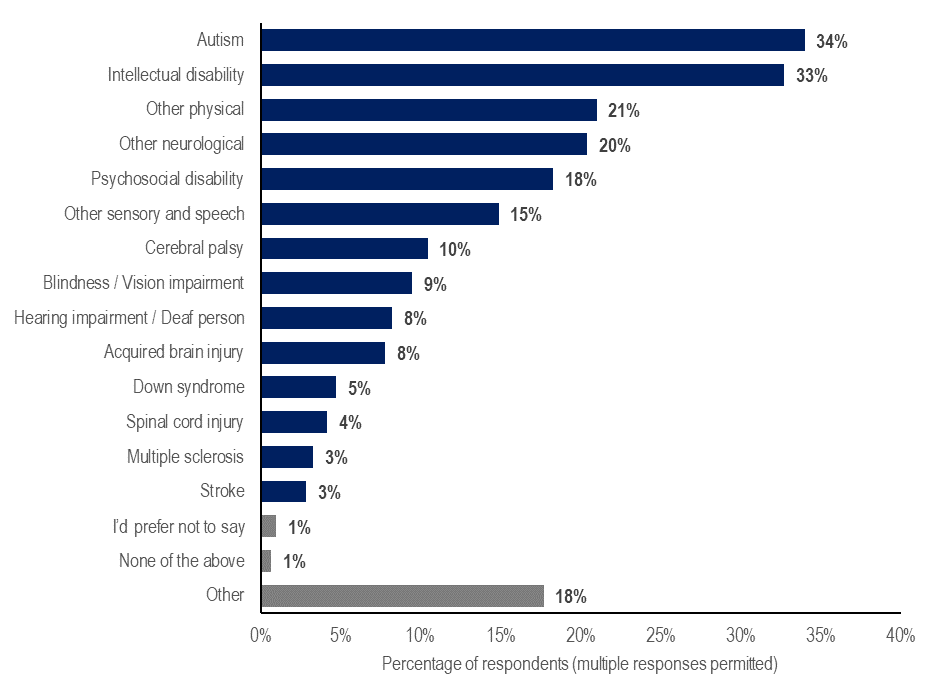 Autism 34%
Intellectual disability 33%
Other physical 21%
Other neurological 20%
Psychosocial disability 18%
Other sensory and speech 15%
Cerebral palsy 10%
Blindness / Vision impairment 9%
Hearing impairment / Deaf person 8%
Acquired brain injury 8%
Down syndrome 5%
Spinal cord injury 4%
Multiple sclerosis 3%
Stroke 3%
I'd prefer not to say 1%
None of the above 1%
Other 18%
0% 5% 10% 15% 20% 25% 30% 35% 40%
Percentage of respondents (multiple responses permitted)